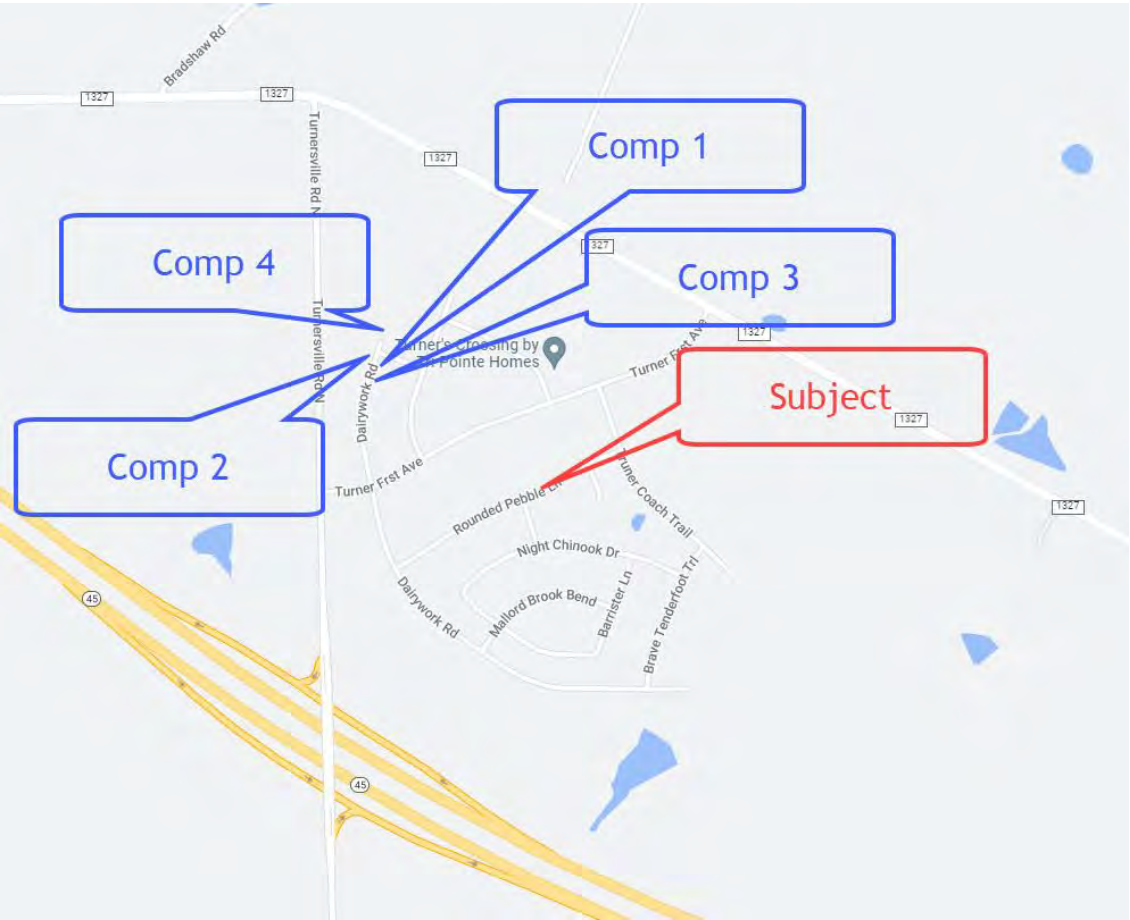 Bradshaw Rd
1327
1327
Turnersville Rd N
1327
Comp 1
Comp 4
1327
Comp 3
Turnersville Rd N
1327
Turner's Crossing by
Tri Pointe Homes
Turner Frst Ave
Dairywork Rd
Subject
1327
Comp 2
Turner Frst Ave
Rounded Pebble Ln
Truner Coach Trail
1327
Night Chinook Dr
45
Dairywork Rd
Mallord Brook Bend
Barrister Ln
Brave Tenderfoot Trl
45